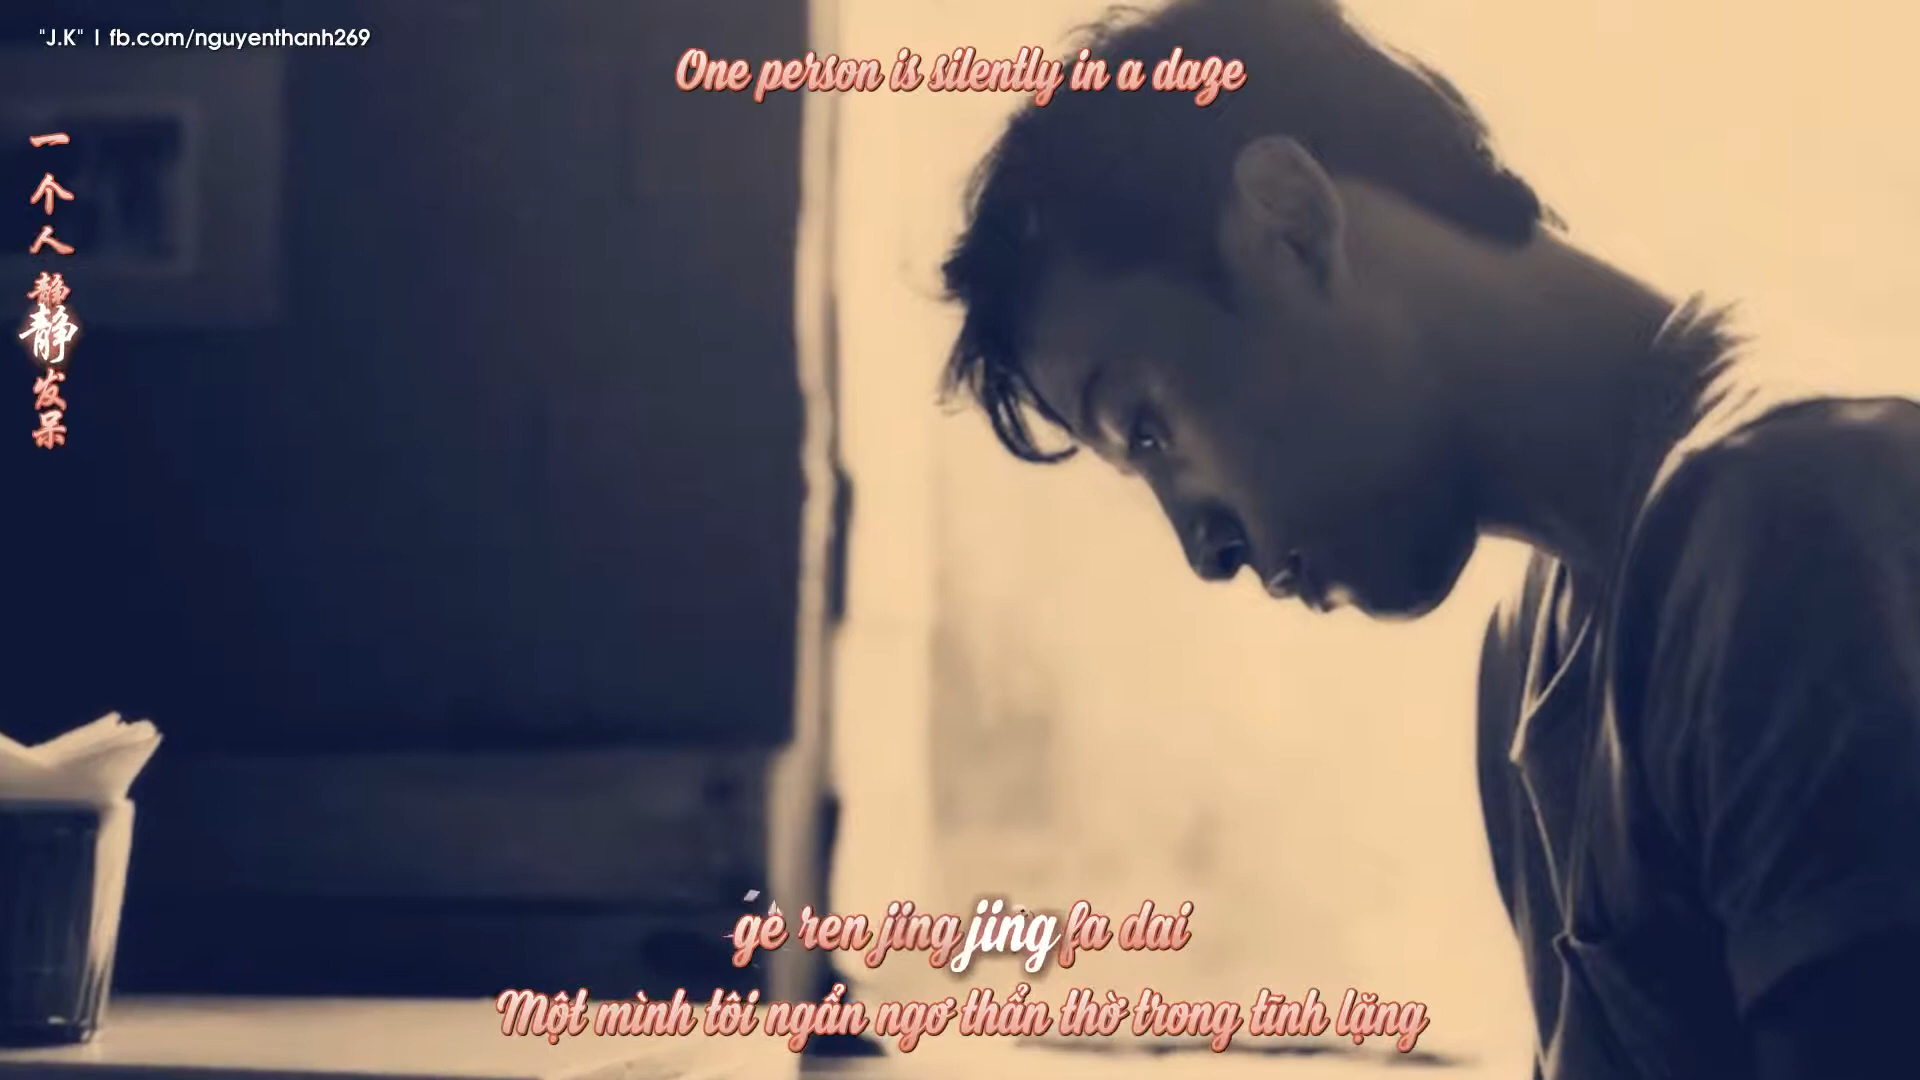 "J.K" | fb.com/nguyenthanh269
One person is silently in a daze
一个人静静发呆
gè ren jing jing fa dai
Một mình tôi ngẩn ngơ thẩn thờ trong tĩnh lặng